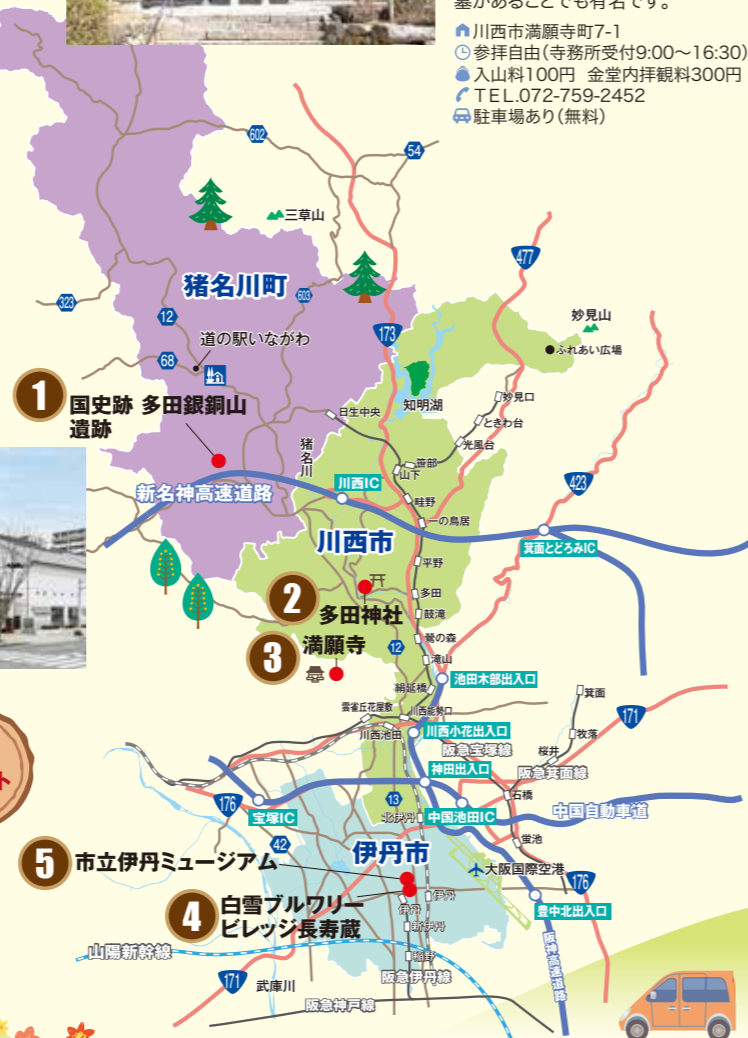 墓があることでも有名です。
川西市満願寺町7-1
参拝自由(寺務所受付9:00〜16:30)
入山料100円 金堂内拝観料300円
TEL.072-759-2452
駐車場あり(無料)
602
54
三草山
477
猪名川町
603
323
12
173
妙見山
道の駅いながわ
ふれあい広場
68
1
国史跡 多田銀銅山
遺跡
知明湖
妙見口
日生中央
ときわ台
光風台
猪名川
笹部
山下
423
新名神高速道路
川西IC
畦野
一の鳥居
川西市
箕面とどろみIC
平野
2
多田神社
多田
鼓滝
3
満願寺
12
鶯の森
滝山
池田木部出入口
絹延橋
箕面
雲雀丘花屋敷
川西能勢口
171
川西池田
川西小花出入口
牧落
阪急宝塚線
桜井
神田出入口
阪急箕面線
石橋
176
13
中国自動車道
宝塚IC
北伊丹
中国池田IC
42
蛍池
伊丹市
5
市立伊丹ミュージアム
大阪国際空港
176
4
白雪ブルワリー
ビレッジ長寿蔵
伊丹
伊丹
豊中北出入口
新伊丹
稲野
山陽新幹線
阪急伊丹線
阪神高速道路
171
武庫川
阪急神戸線
ト